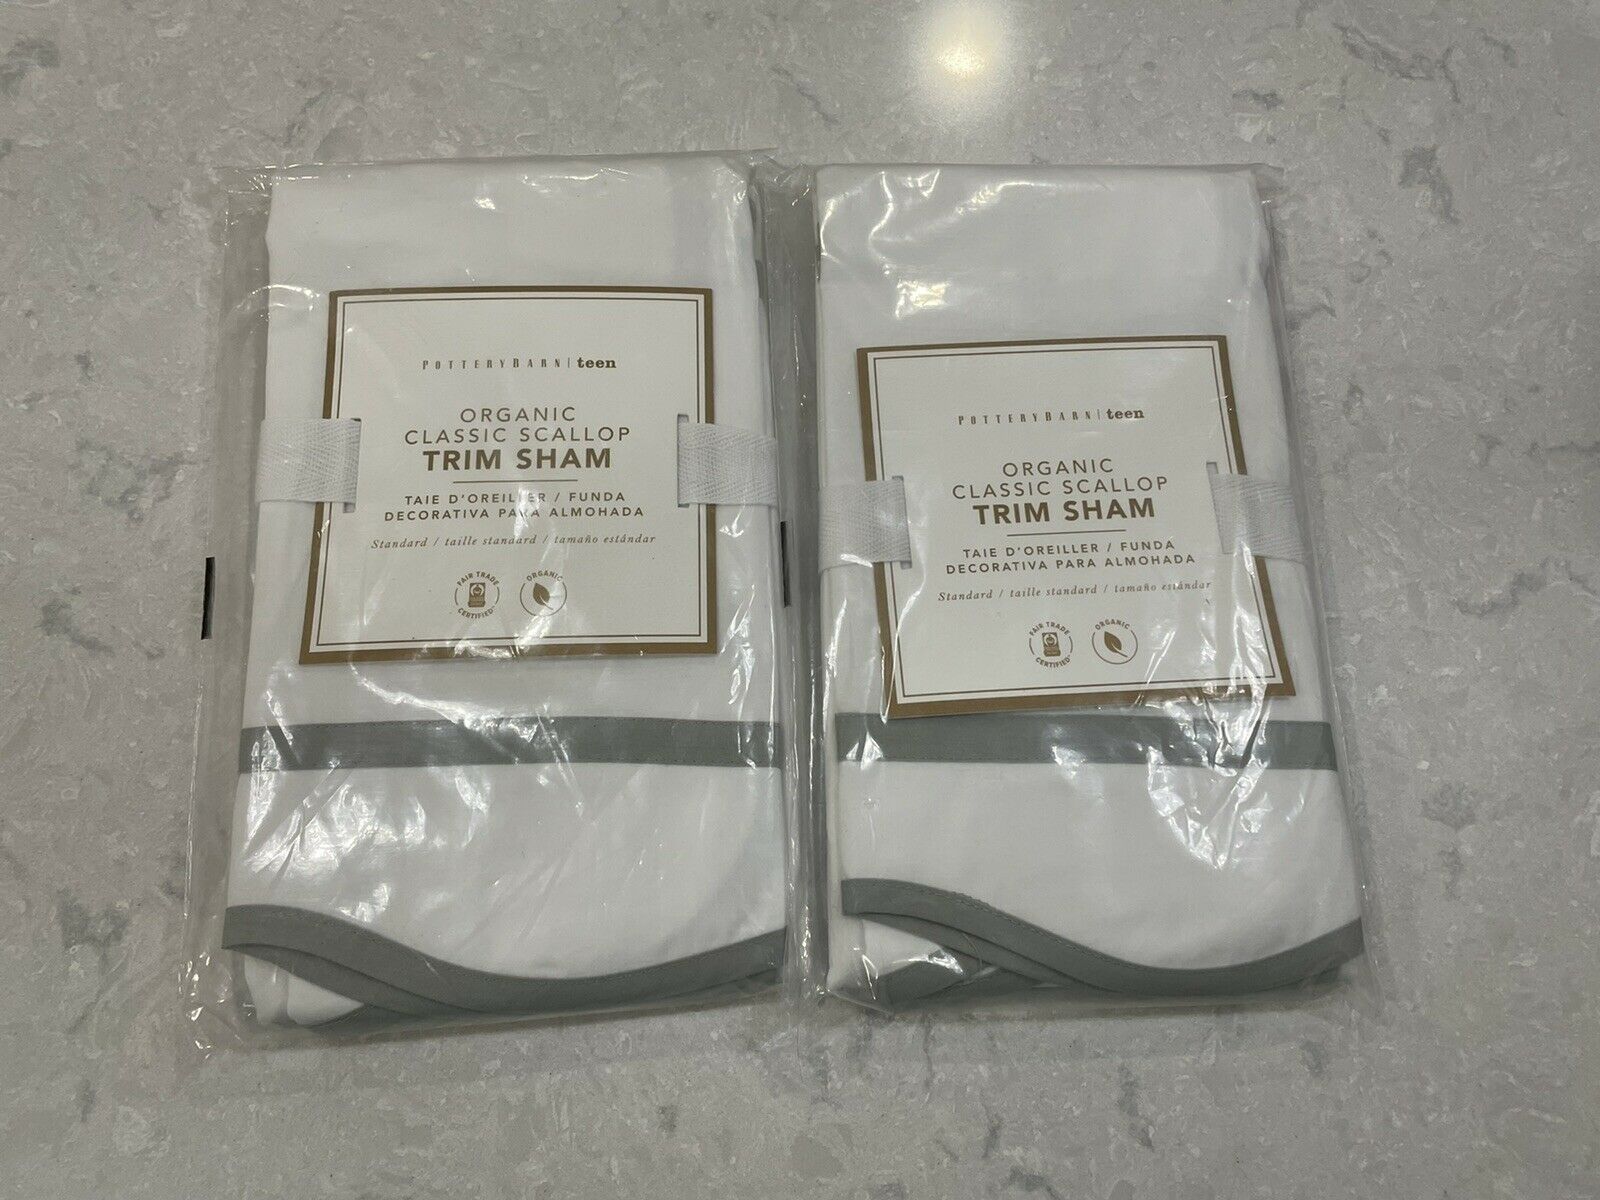 POTTERYBARN | teen
ORGANIC
CLASSIC SCALLOP
TRIM SHAM
TAIE D'OREILLER / FUNDA
DECORATIVA PARA ALMOHADA
Standard / taille standard / tamaño estándar
FAIR TRADE
CERTIFIED
ORGANIC
POTTERYBARN | teen
ORGANIC
CLASSIC SCALLOP
TRIM SHAM
TAIE D'OREILLER / FUNDA
DECORATIVA PARA ALMOHADA
Standard / taille standard / tamaño estándar
FAIR TRADE
CERTIFIED
ORGANIC